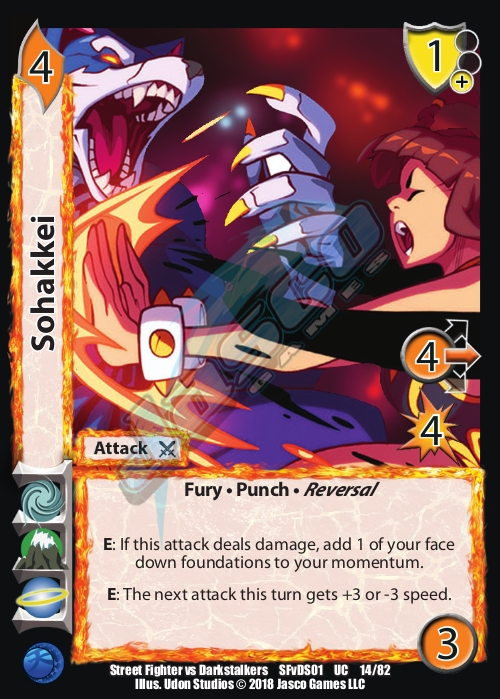 4
1
+
Sohakkei
4
4
Attack
Fury • Punch • Reversal
E: If this attack deals damage, add 1 of your face
down foundations to your momentum.
E: The next attack this turn gets +3 or -3 speed.
3
Street Fighter vs Darkstalkers SFvDS01 UC 14/82
Illus. Udon Studios © 2018 Jasco Games LLC